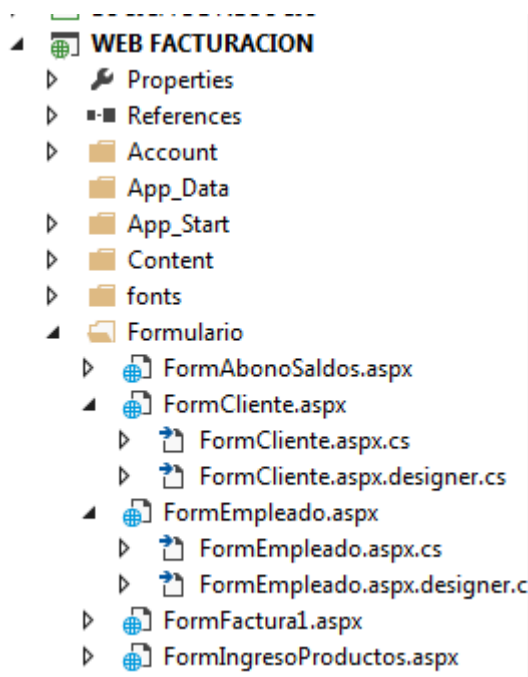 WEB FACTURACION
Properties
References
Account
App_Data
App_Start
Content
fonts
Formulario
FormAbonoSaldos.aspx
FormCliente.aspx
FormCliente.aspx.cs
FormCliente.aspx.designer.cs
FormEmpleado.aspx
FormEmpleado.aspx.cs
FormEmpleado.aspx.designer.c
FormFactura1.aspx
FormIngresoProductos.aspx